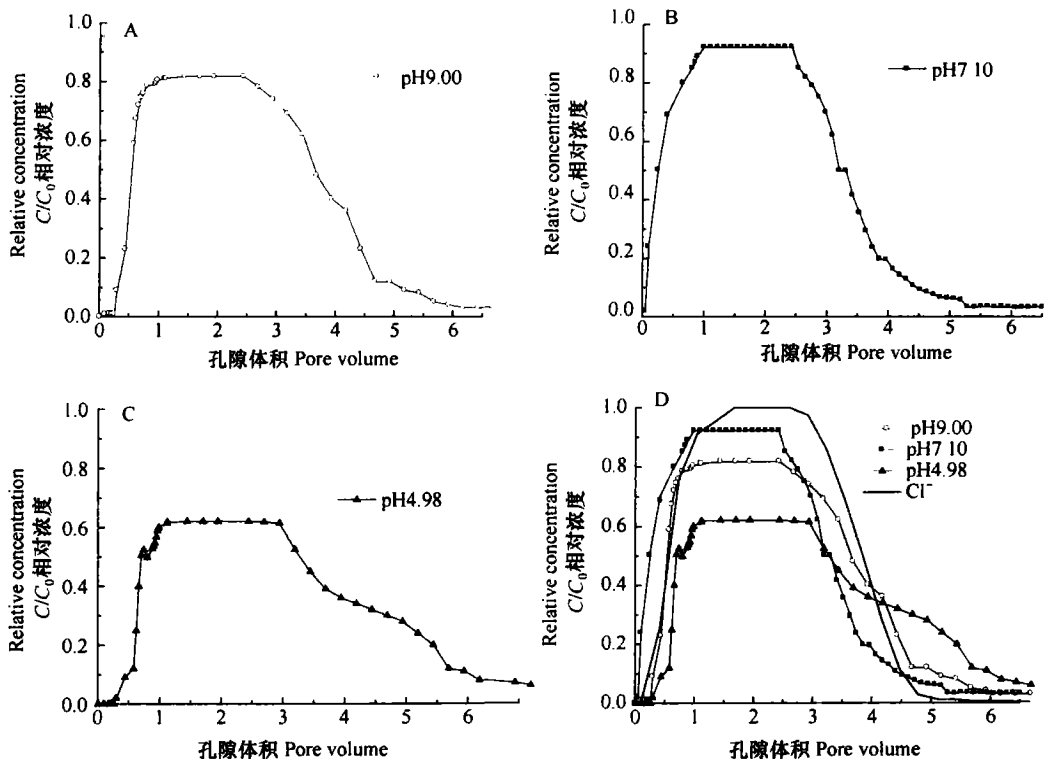 A
1.0
0.8
0.6
0.4
0.2
0.0
0 1 2 3 4 5 6
pH9.00
Relative concentration
C/C₀相对浓度
孔隙体积 Pore volume
B
1.0
0.8
0.6
0.4
0.2
0.0
0 1 2 3 4 5 6
pH7 10
Relative concentration
C/C₀相对浓度
孔隙体积 Pore volume
C
1.0
0.8
0.6
0.4
0.2
0.0
0 1 2 3 4 5 6
pH4.98
Relative concentration
C/C₀相对浓度
孔隙体积 Pore volume
D
1.0
0.8
0.6
0.4
0.2
0.0
0 1 2 3 4 5 6
pH9.00
pH7 10
pH4.98
Cl⁻
Relative concentration
C/C₀相对浓度
孔隙体积 Pore volume